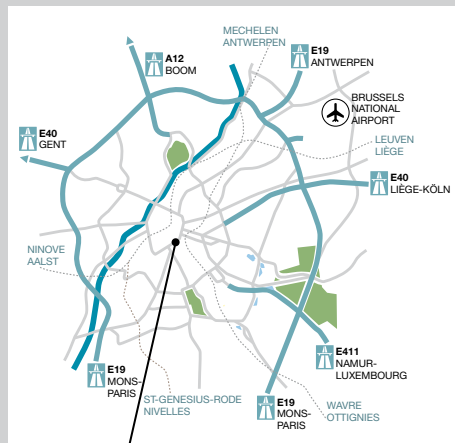 MECHELEN
ANTWERPEN
E19
ANTWERPEN
A12
BOOM
BRUSSELS
NATIONAL
AIRPORT
E40
GENT
LEUVEN
LIÈGE
E40
LIÈGE-KÖLN
NINOVE
AALST
E411
NAMUR-
LUXEMBOURG
E19
MONS-
PARIS
ST-GENESIUS-RODE
NIVELLES
E19
MONS-
PARIS
WAVRE
OTTIGNIES